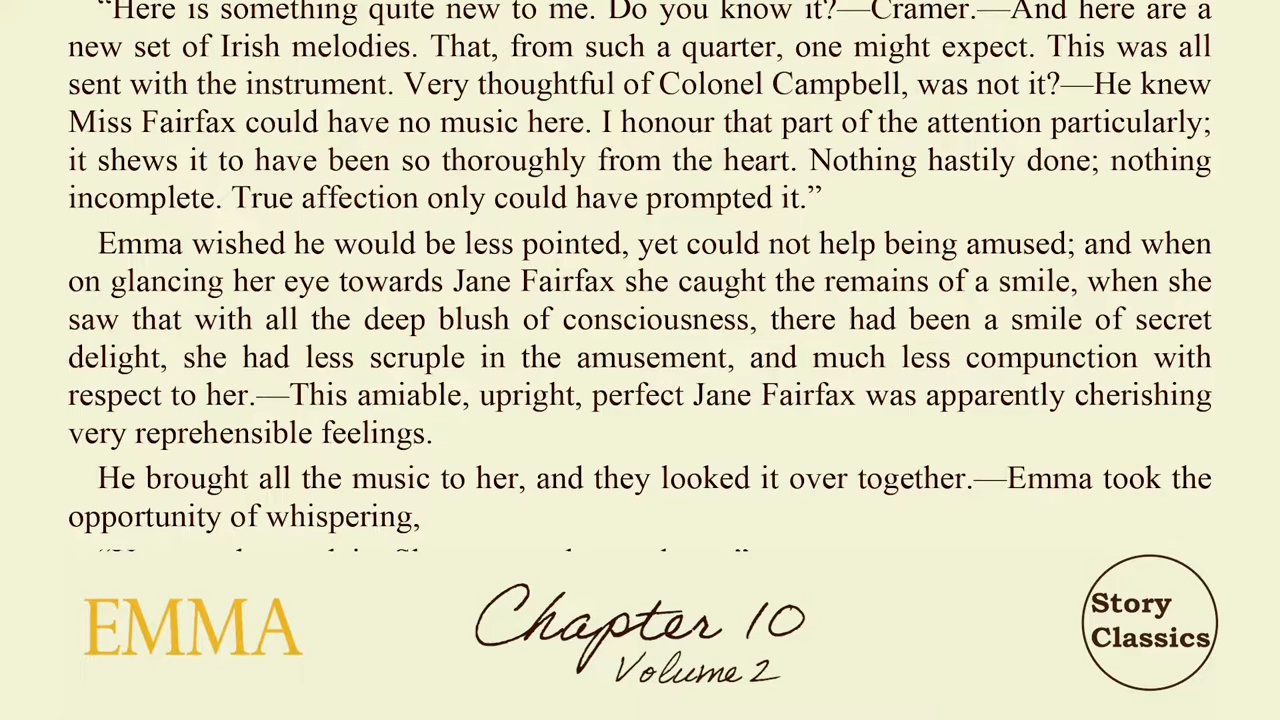 “Here is something quite new to me. Do you know it?—Cramer.—And here are a
new set of Irish melodies. That, from such a quarter, one might expect. This was all
sent with the instrument. Very thoughtful of Colonel Campbell, was not it?—He knew
Miss Fairfax could have no music here. I honour that part of the attention particularly;
it shews it to have been so thoroughly from the heart. Nothing hastily done; nothing
incomplete. True affection only could have prompted it.”
Emma wished he would be less pointed, yet could not help being amused; and when
on glancing her eye towards Jane Fairfax she caught the remains of a smile, when she
saw that with all the deep blush of consciousness, there had been a smile of secret
delight, she had less scruple in the amusement, and much less compunction with
respect to her.—This amiable, upright, perfect Jane Fairfax was apparently cherishing
very reprehensible feelings.
He brought all the music to her, and they looked it over together.—Emma took the
opportunity of whispering,
EMMA
Chapter 10
Volume 2
Story
Classics